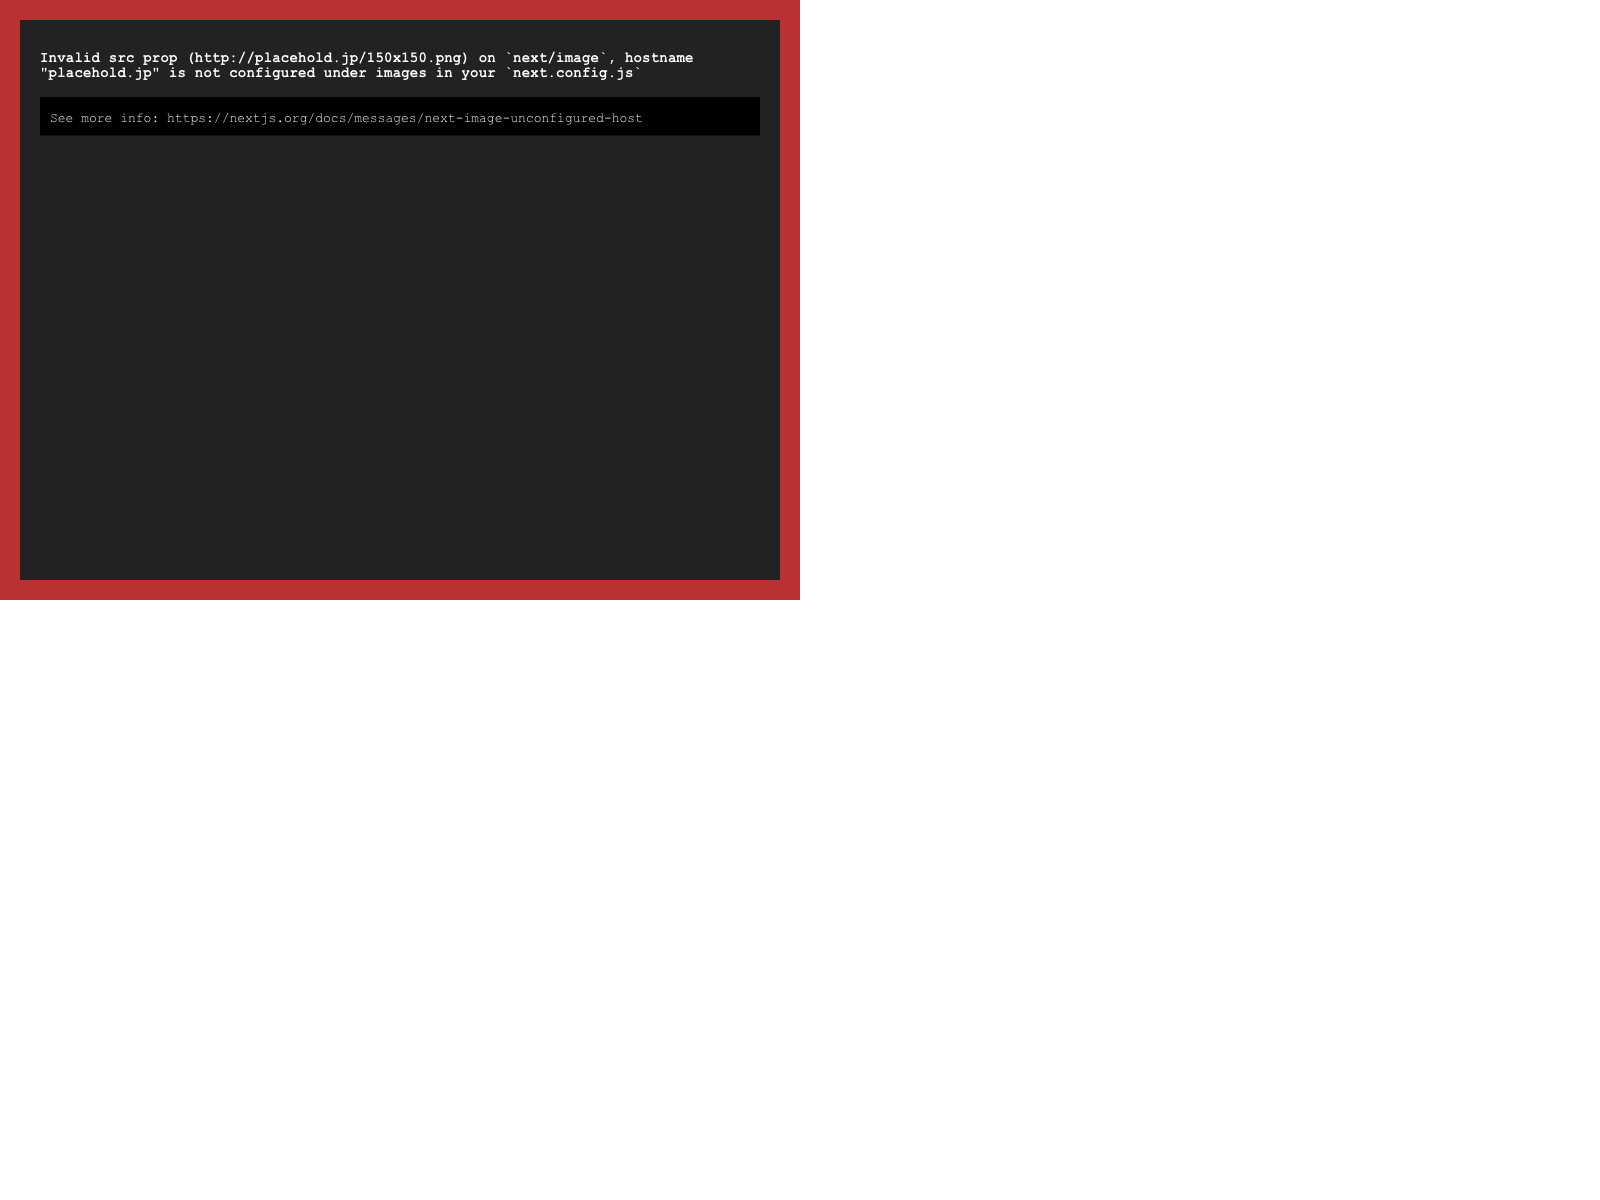 Invalid src prop (http://placehold.jp/150x150.png) on `next/image`, hostname
"placehold.jp" is not configured under images in your `next.config.js`
See more info: https://nextjs.org/docs/messages/next-image-unconfigured-host